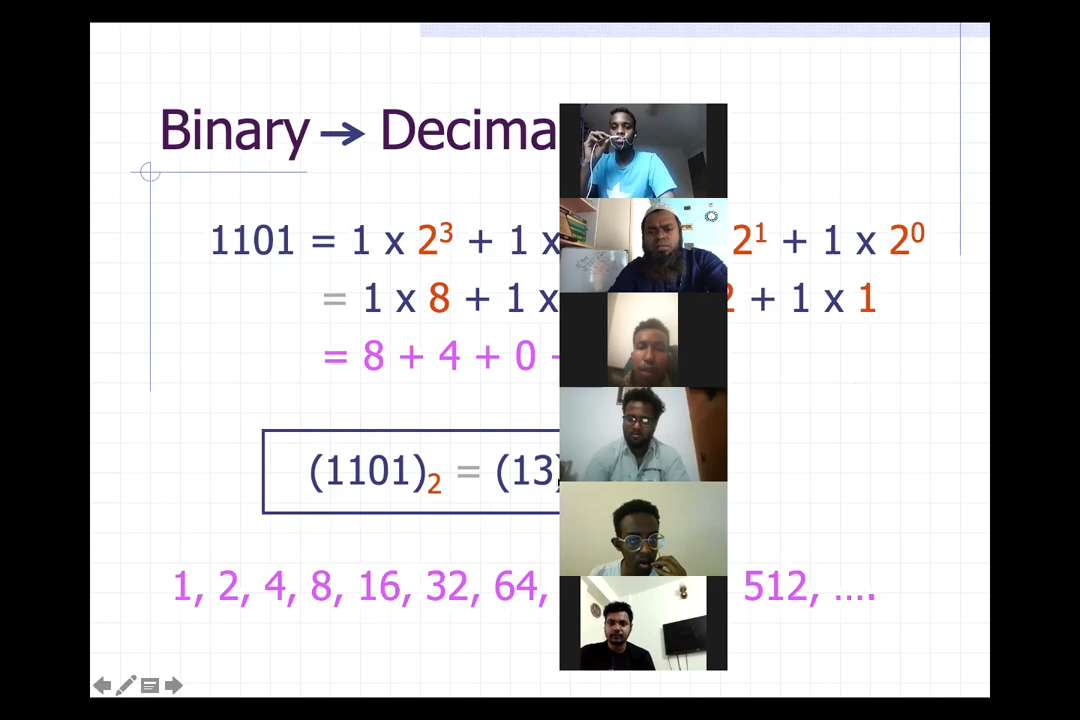 Binary → Decima
1101 = 1 x 2³ + 1 x 2¹ + 1 x 2⁰
= 1 x 8 + 1 x 2 + 1 x 1
= 8 + 4 + 0 +
(1101)₂ = (13)
1, 2, 4, 8, 16, 32, 64, 512, ....